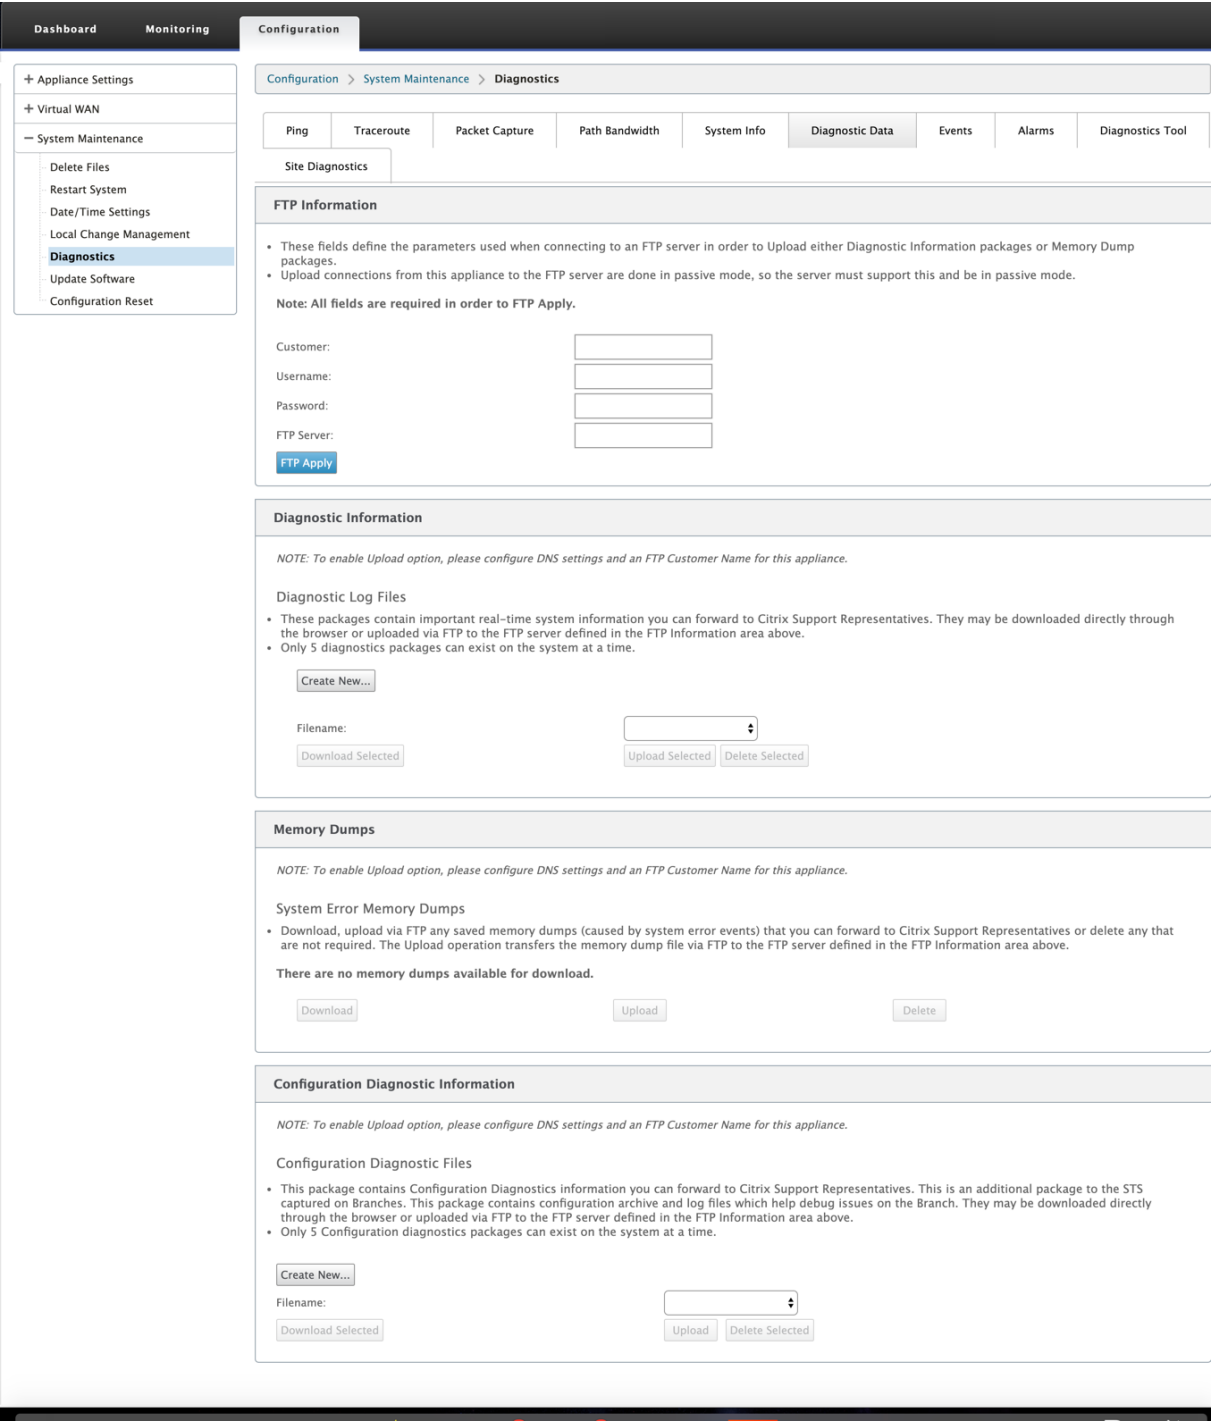 Dashboard Monitoring Configuration
+ Appliance Settings
+ Virtual WAN
− System Maintenance
Delete Files
Restart System
Date/Time Settings
Local Change Management
Diagnostics
Update Software
Configuration Reset
Configuration > System Maintenance > Diagnostics
Ping Traceroute Packet Capture Path Bandwidth System Info Diagnostic Data Events Alarms Diagnostics Tool
Site Diagnostics
FTP Information
• These fields define the parameters used when connecting to an FTP server in order to Upload either Diagnostic Information packages or Memory Dump
packages.
• Upload connections from this appliance to the FTP server are done in passive mode, so the server must support this and be in passive mode.
Note: All fields are required in order to FTP Apply.
Customer:
Username:
Password:
FTP Server:
FTP Apply
Diagnostic Information
NOTE: To enable Upload option, please configure DNS settings and an FTP Customer Name for this appliance.
Diagnostic Log Files
• These packages contain important real-time system information you can forward to Citrix Support Representatives. They may be downloaded directly through
the browser or uploaded via FTP to the FTP server defined in the FTP Information area above.
• Only 5 diagnostics packages can exist on the system at a time.
Create New...
Filename:
Download Selected Upload Selected Delete Selected
Memory Dumps
NOTE: To enable Upload option, please configure DNS settings and an FTP Customer Name for this appliance.
System Error Memory Dumps
• Download, upload via FTP any saved memory dumps (caused by system error events) that you can forward to Citrix Support Representatives or delete any that
are not required. The Upload operation transfers the memory dump file via FTP to the FTP server defined in the FTP Information area above.
There are no memory dumps available for download.
Download Upload Delete
Configuration Diagnostic Information
NOTE: To enable Upload option, please configure DNS settings and an FTP Customer Name for this appliance.
Configuration Diagnostic Files
• This package contains Configuration Diagnostics information you can forward to Citrix Support Representatives. This is an additional package to the STS
captured on Branches. This package contains configuration archive and log files which help debug issues on the Branch. They may be downloaded directly
through the browser or uploaded via FTP to the FTP server defined in the FTP Information area above.
• Only 5 Configuration diagnostics packages can exist on the system at a time.
Create New...
Filename:
Download Selected Upload Delete Selected